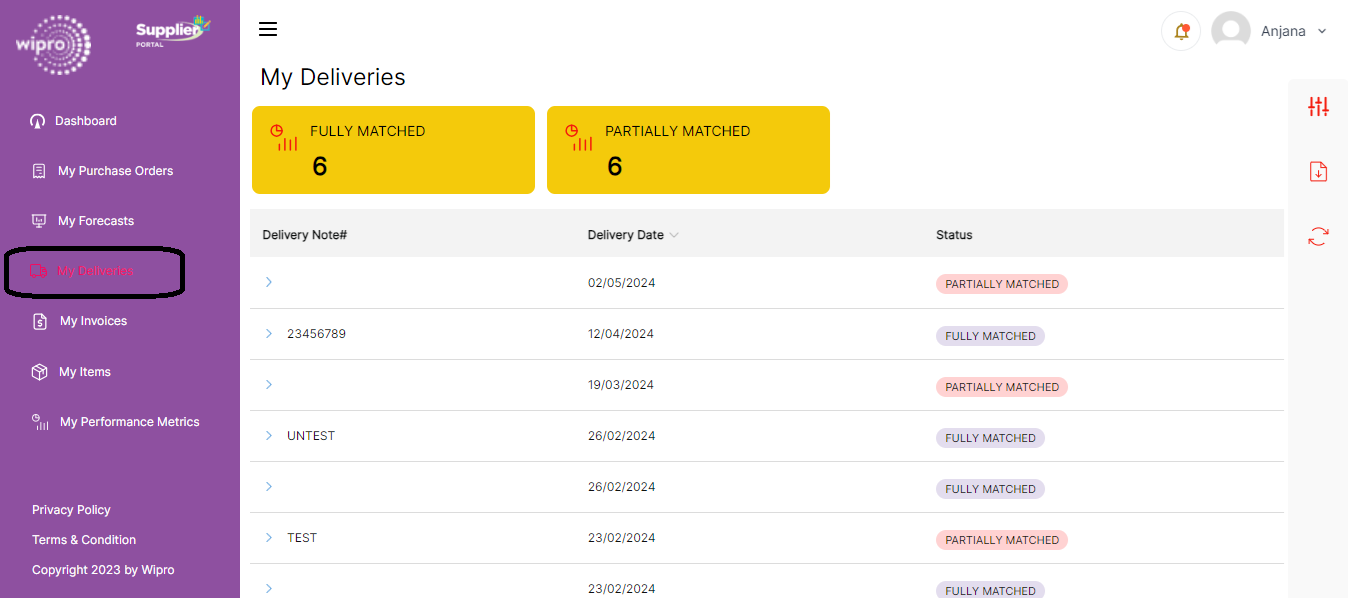 wipro
Supplier
PORTAL
Anjana
Dashboard
My Purchase Orders
My Forecasts
My Deliveries
My Invoices
My Items
My Performance Metrics
Privacy Policy
Terms & Condition
Copyright 2023 by Wipro
My Deliveries
FULLY MATCHED
6
PARTIALLY MATCHED
6
Delivery Note# Delivery Date Status
02/05/2024 PARTIALLY MATCHED
23456789 12/04/2024 FULLY MATCHED
19/03/2024 PARTIALLY MATCHED
UNTEST 26/02/2024 FULLY MATCHED
26/02/2024 FULLY MATCHED
TEST 23/02/2024 PARTIALLY MATCHED
23/02/2024 FULLY MATCHED